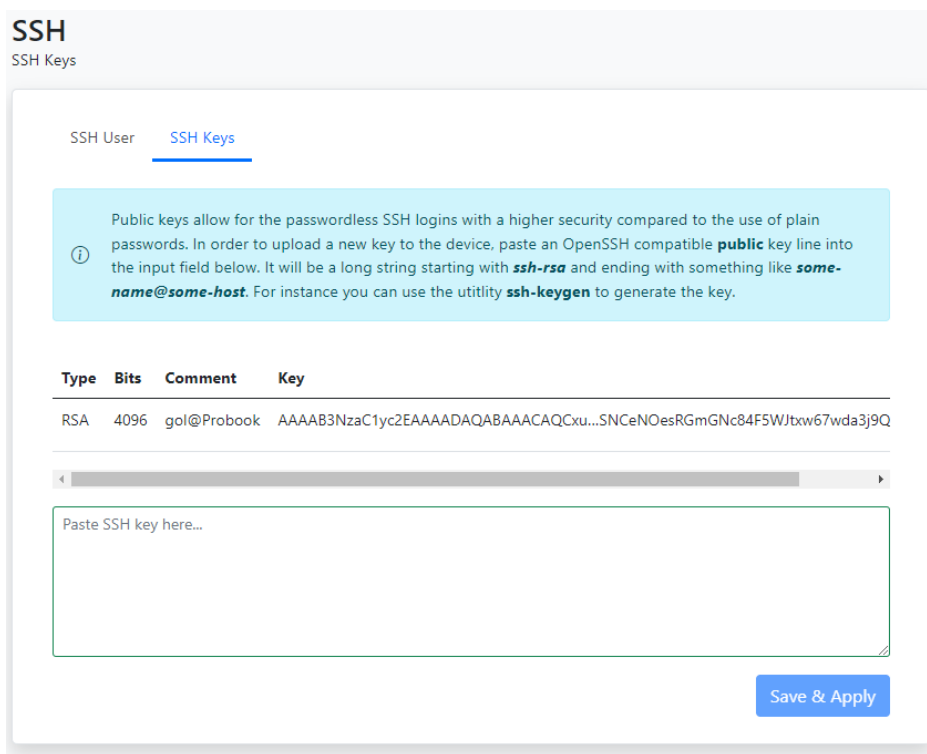 SSH
SSH Keys
SSH User SSH Keys
Public keys allow for the passwordless SSH logins with a higher security compared to the use of plain
passwords. In order to upload a new key to the device, paste an OpenSSH compatible public key line into
the input field below. It will be a long string starting with ssh-rsa and ending with something like some-
name@some-host. For instance you can use the utitlity ssh-keygen to generate the key.
Type Bits Comment Key
RSA 4096 gol@Probook AAAAB3NzaC1yc2EAAAADAQABAAACAQCxu...SNCeNOesRGmGNc84F5WJtxw67wda3j9Q
Paste SSH key here...
Save & Apply